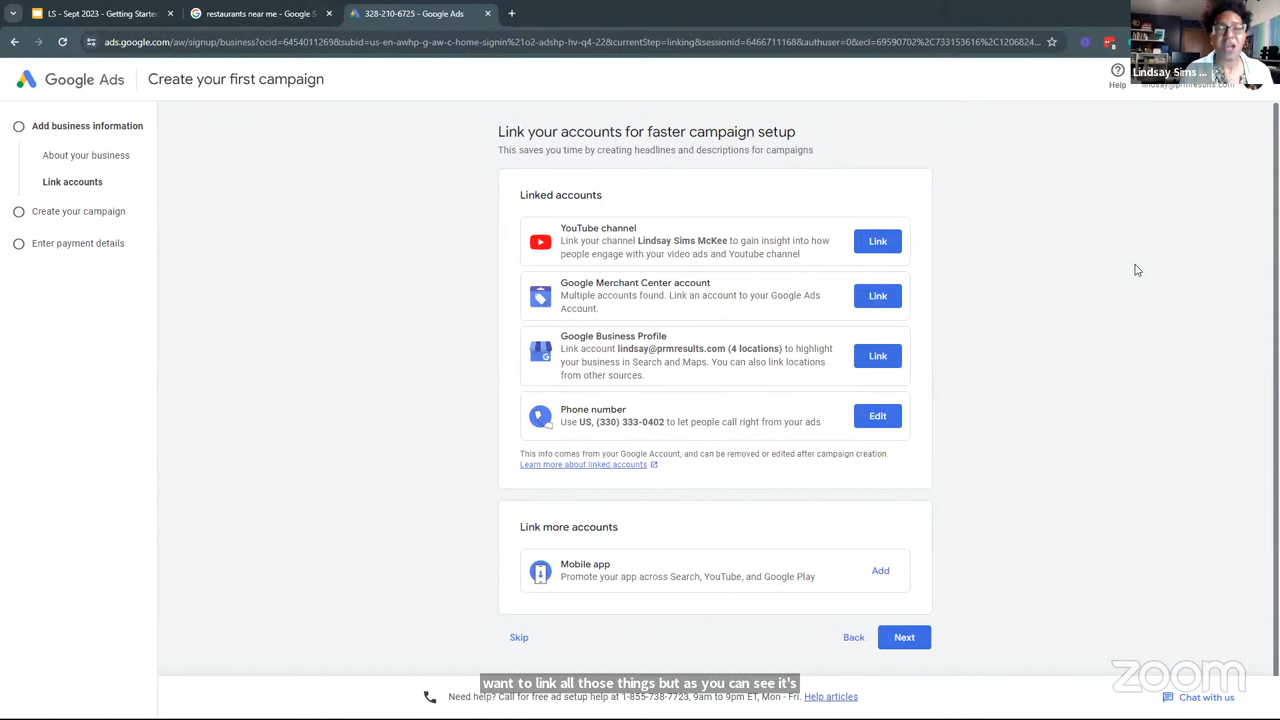 LS - Sept 2023 - Getting Starte
restaurants near me - Google S
328-210-6725 - Google Ads
ads.google.com/aw/signup/business?ocid=6454011269&subid=us-en-awhp-g-aw-c-home-signin%21o2-adshp-hv-q4-22&currentStep=linking&sessionId=6466711168&authuser=0&ecl=69590702%2C733153616%2C1206824...
Lindsay Sims ...
Google Ads
Create your first campaign
Help
lindsay@prmresults.com
Add business information
About your business
Link accounts
Create your campaign
Enter payment details
Link your accounts for faster campaign setup
This saves you time by creating headlines and descriptions for campaigns
Linked accounts
YouTube channel
Link your channel Lindsay Sims McKee to gain insight into how
people engage with your video ads and Youtube channel
Link
Google Merchant Center account
Multiple accounts found. Link an account to your Google Ads
Account.
Link
Google Business Profile
Link account lindsay@prmresults.com (4 locations) to highlight
your business in Search and Maps. You can also link locations
from other sources.
Link
Phone number
Use US, (330) 333-0402 to let people call right from your ads
Edit
This info comes from your Google Account, and can be removed or edited after campaign creation.
Learn more about linked accounts
Link more accounts
Mobile app
Promote your app across Search, YouTube, and Google Play
Add
Skip
Back
Next
want to link all those things but as you can see it's
zoom
Need help? Call for free ad setup help at 1-855-738-7723, 9am to 9pm ET, Mon - Fri. Help articles
Chat with us